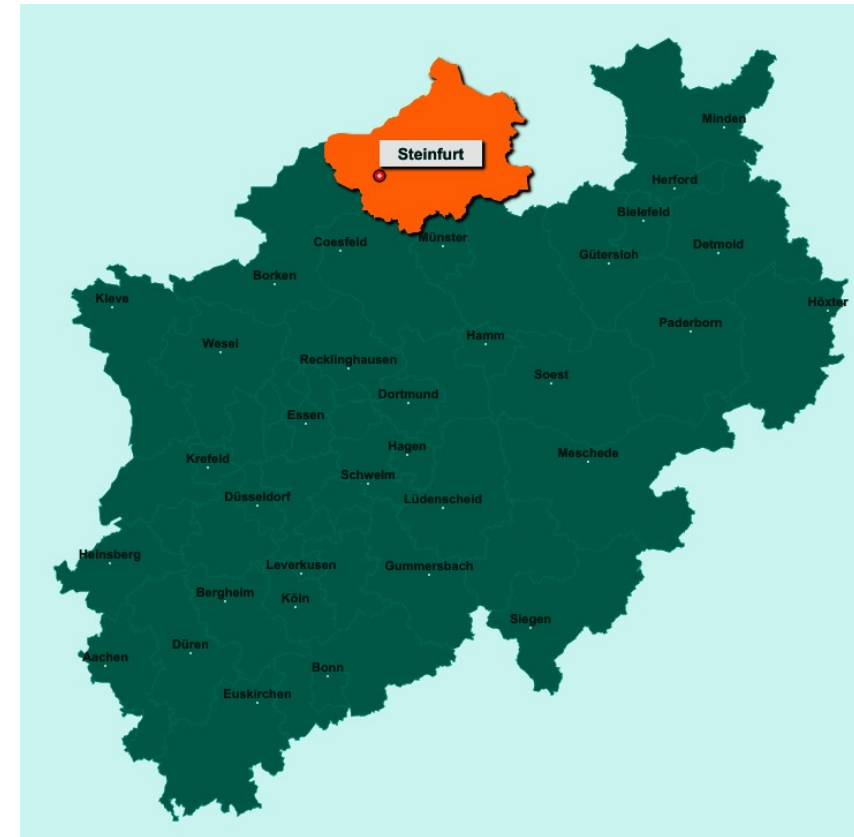 Minden
Steinfurt
Herford
Bielefeld
Münster
Coesfeld
Detmold
Gütersloh
Borken
Kleve
Höxter
Paderborn
Hamm
Wesel
Recklinghausen
Soest
Dortmund
Essen
Hagen
Meschede
Krefeld
Schwelm
Düsseldorf
Lüdenscheid
Heinsberg
Leverkusen
Gummersbach
Bergheim
Köln
Siegen
Düren
Aachen
Bonn
Euskirchen